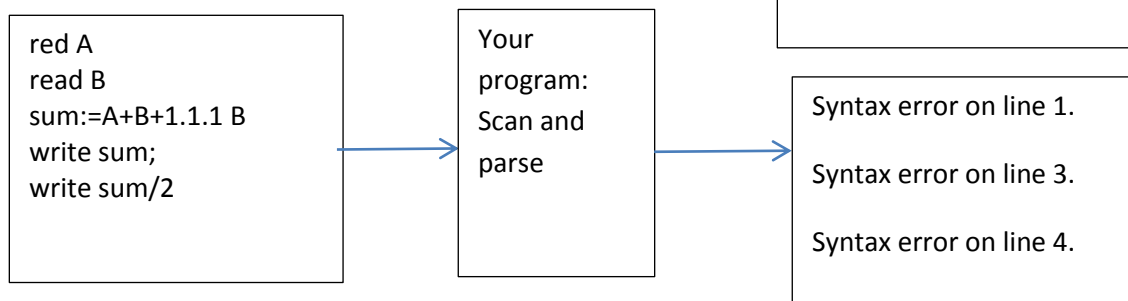 red A
read B
sum:=A+B+1.1.1 B
write sum;
write sum/2
Your
program:
Scan and
parse
Syntax error on line 1.
Syntax error on line 3.
Syntax error on line 4.